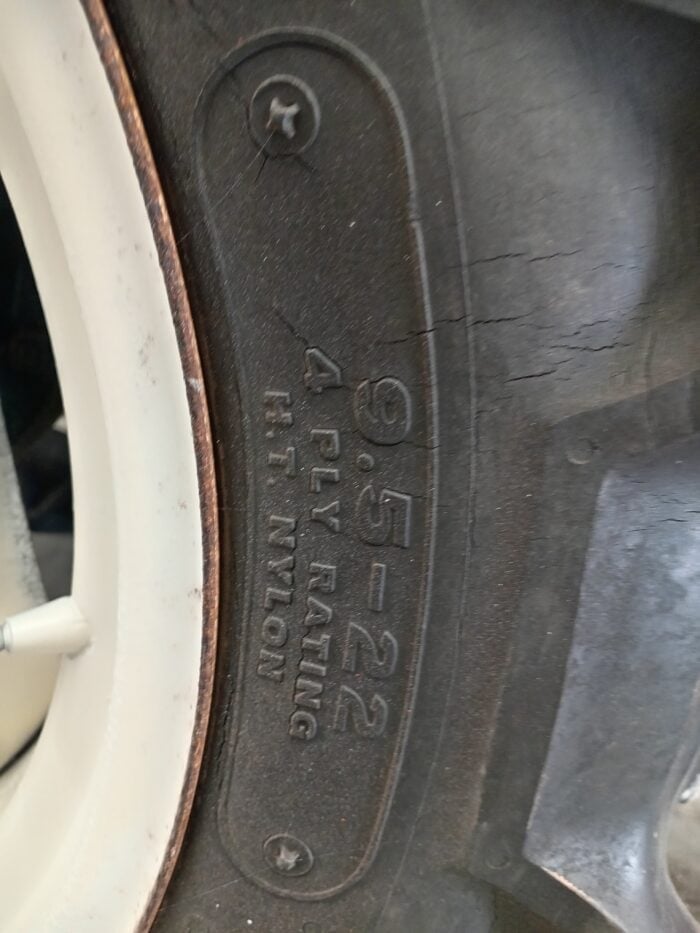 9.5-22
4 PLY RATING
H.T. NYLON